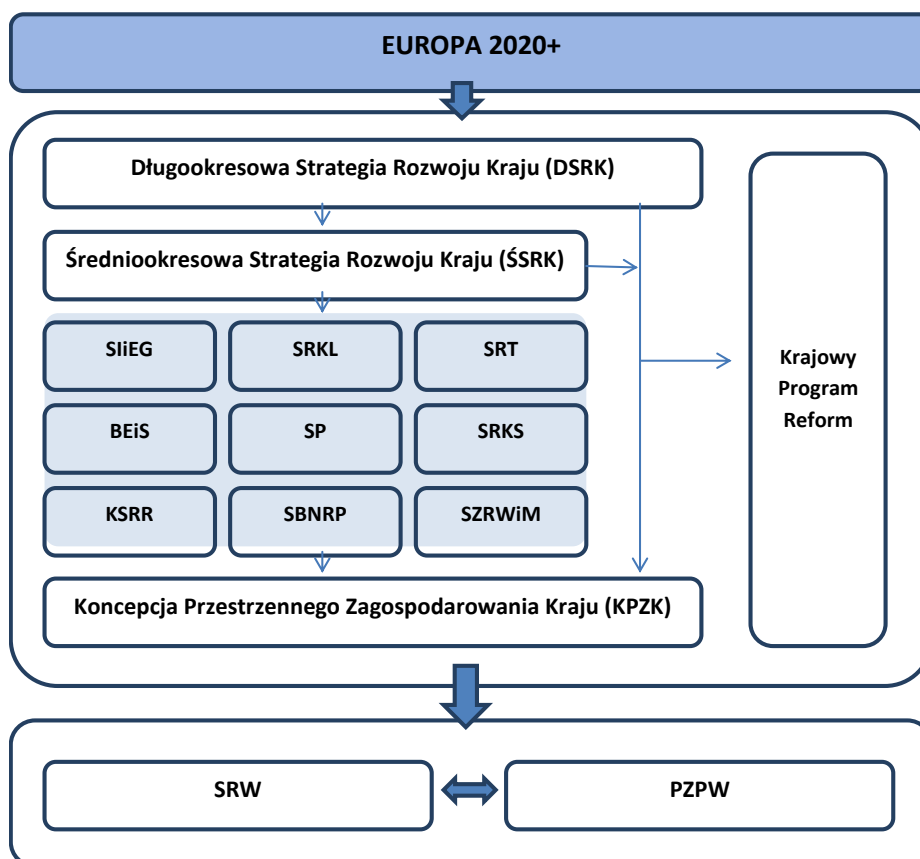 EUROPA 2020+
Długookresowa Strategia Rozwoju Kraju (DSRK)
Średniookresowa Strategia Rozwoju Kraju (ŚSRK)
SIiEG
SRKL
SRT
BEiS
SP
SRKS
KSRR
SBNRP
SZRWiM
Koncepcja Przestrzennego Zagospodarowania Kraju (KPZK)
Krajowy
Program
Reform
SRW
PZPW